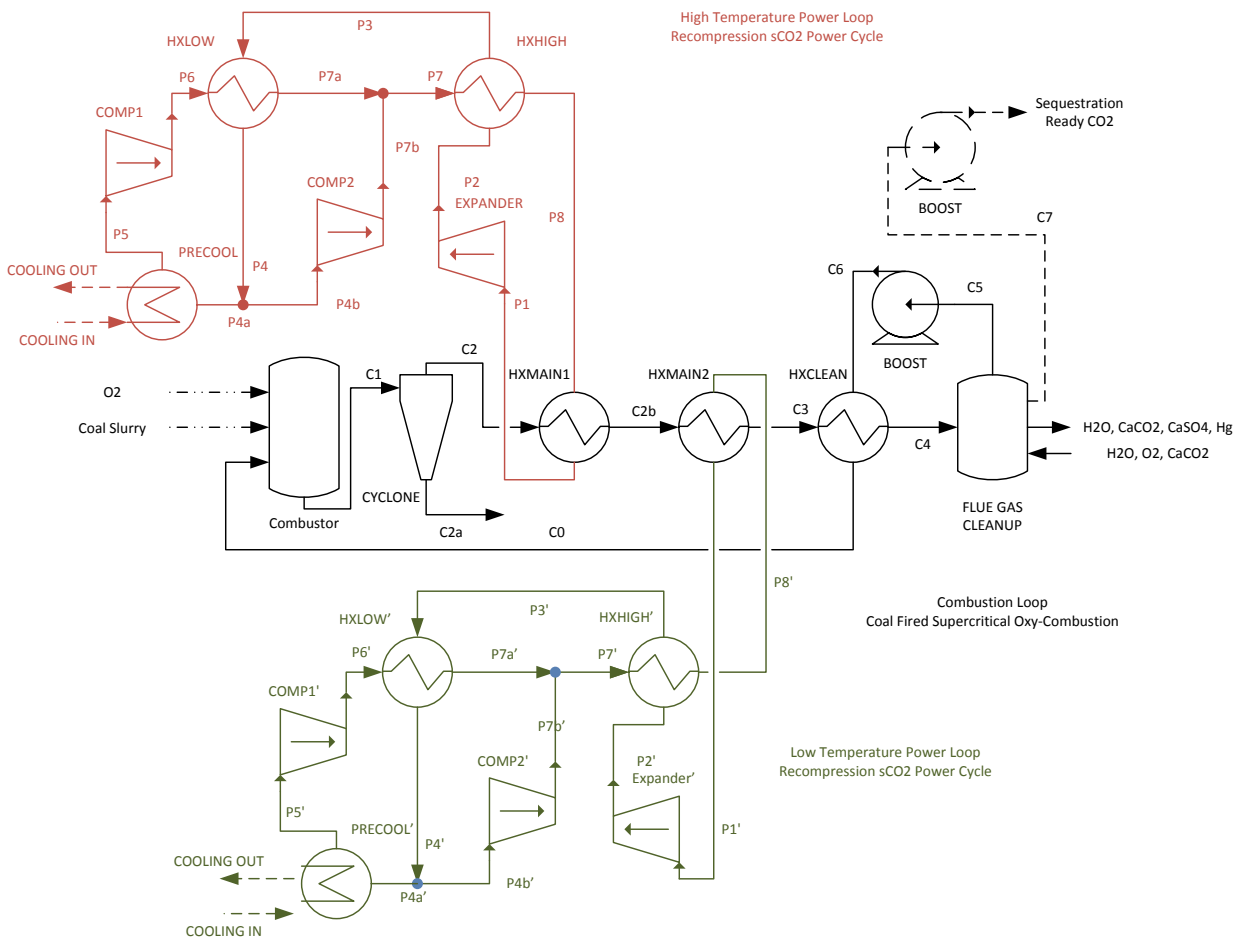 P3
High Temperature Power Loop
Recompression sCO2 Power Cycle
HXLOW
HXHIGH
P6
P7a
P7
COMP1
Sequestration
Ready CO2
P7b
COMP2
P2
EXPANDER
P8
BOOST
C7
P5
PRECOOL
P4
COOLING OUT
C6
C5
P4a
P4b
P1
COOLING IN
BOOST
C2
C1
HXMAIN1
HXMAIN2
HXCLEAN
O2
Coal Slurry
C2b
C3
C4
H2O, CaCO2, CaSO4, Hg
H2O, O2, CaCO2
CYCLONE
Combustor
C2a
C0
FLUE GAS
CLEANUP
P8'
Combustion Loop
Coal Fired Supercritical Oxy-Combustion
P3'
HXLOW’
HXHIGH’
P6'
P7a’
P7'
COMP1'
P7b’
Low Temperature Power Loop
Recompression sCO2 Power Cycle
COMP2'
P2'
Expander’
P5'
PRECOOL’
P4'
P1'
COOLING OUT
P4a’
P4b’
COOLING IN